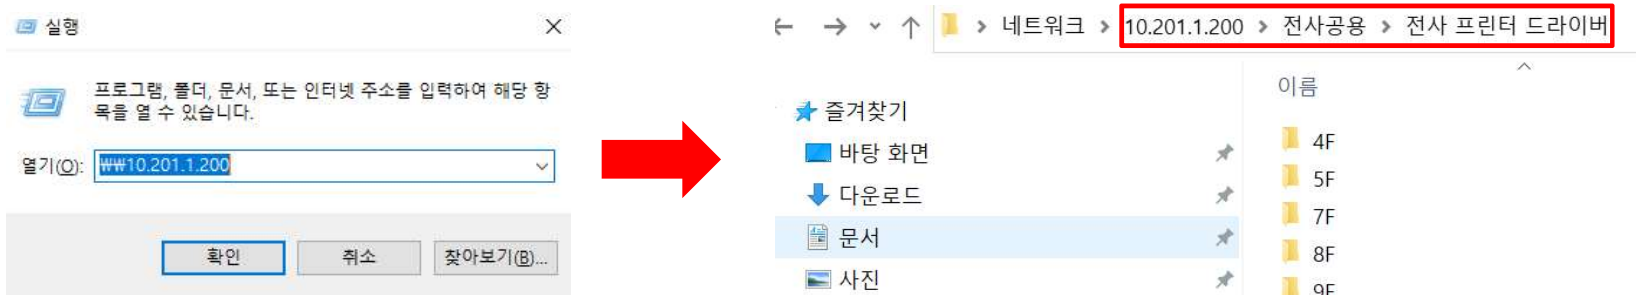 실행
프로그램, 폴더, 문서, 또는 인터넷 주소를 입력하여 해당 항
목을 열 수 있습니다.
열기(O): ₩₩10.201.1.200
확인 취소 찾아보기(B)...
네트워크 > 10.201.1.200 > 전사공용 > 전사 프린터 드라이버
즐겨찾기
바탕 화면
다운로드
문서
사진
이름
4F
5F
7F
8F
9F